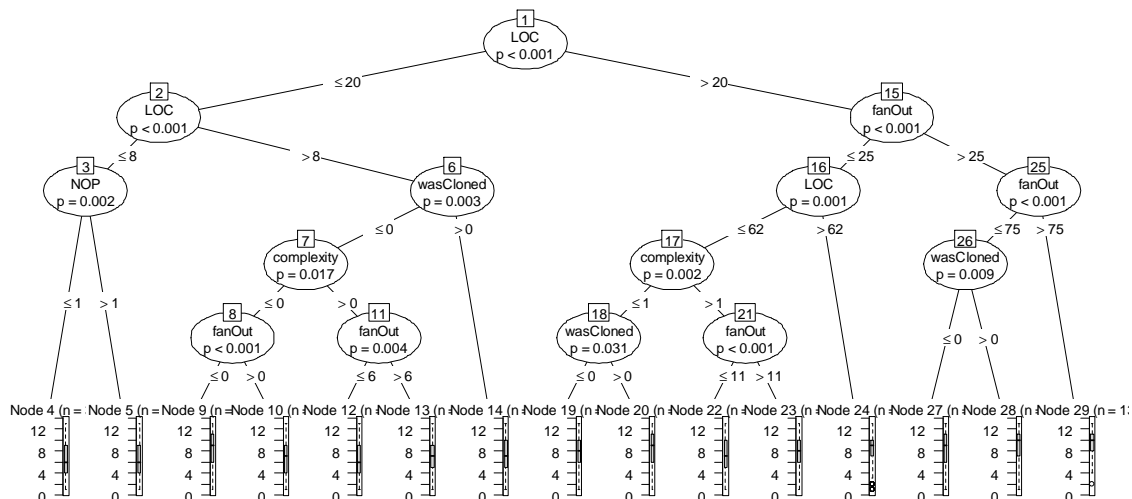 1
LOC
p < 0.001
≤ 20
> 20
2
LOC
p < 0.001
15
fanOut
p < 0.001
≤ 8
> 8
≤ 25
> 25
3
NOP
p = 0.002
6
wasCloned
p = 0.003
16
LOC
p = 0.001
25
fanOut
p < 0.001
≤ 0
> 0
≤ 62
> 62
≤ 75
> 75
7
complexity
p = 0.017
17
complexity
p = 0.002
26
wasCloned
p = 0.009
≤ 1
> 1
≤ 0
> 0
≤ 1
> 1
8
fanOut
p < 0.001
11
fanOut
p = 0.004
18
wasCloned
p = 0.031
21
fanOut
p < 0.001
≤ 0
> 0
≤ 0
> 0
≤ 6
> 6
≤ 0
> 0
≤ 11
> 11
Node 4 (n =
Node 5 (n =
Node 9 (n =
Node 10 (n
Node 12 (n
Node 13 (n
Node 14 (n
Node 19 (n
Node 20 (n
Node 22 (n
Node 23 (n
Node 24 (n
Node 27 (n
Node 28 (n
Node 29 (n = 13
12 12 12 12 12 12 12 12 12 12 12 12 12 12 12
8 8 8 8 8 8 8 8 8 8 8 8 8 8 8
4 4 4 4 4 4 4 4 4 4 4 4 4 4 4
0 0 0 0 0 0 0 0 0 0 0 0 0 0 0